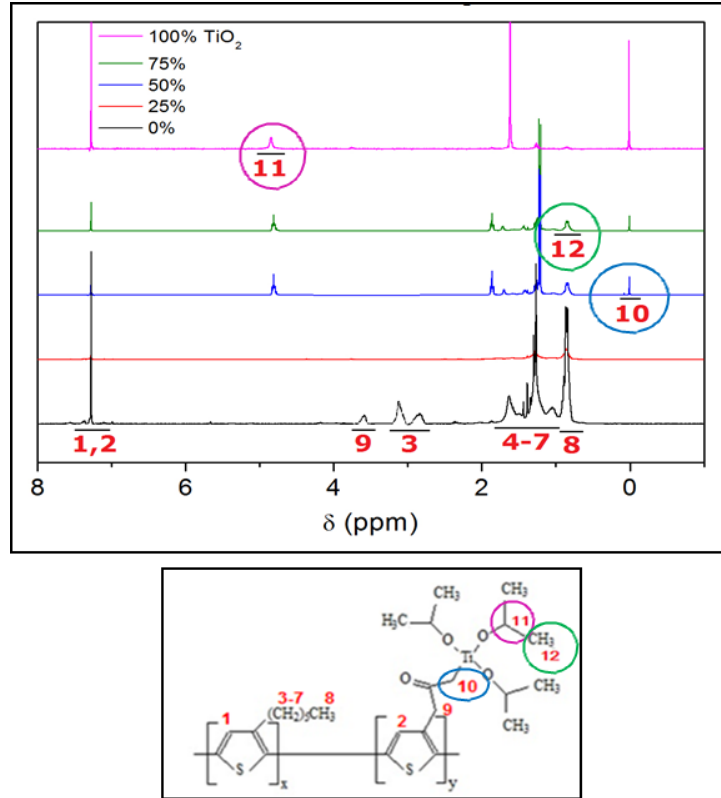 100% TiO2
75%
50%
25%
0%
11
12
10
1,2
9
3
4-7
8
8 6 4 2 0
δ (ppm)
CH3
CH3
H3C
CH3
11
O
O
CH3
12
Ti
O
O
10
CH3
3-7 8
(CH2)5CH3
9
CH3
1
2
S
x
S
y